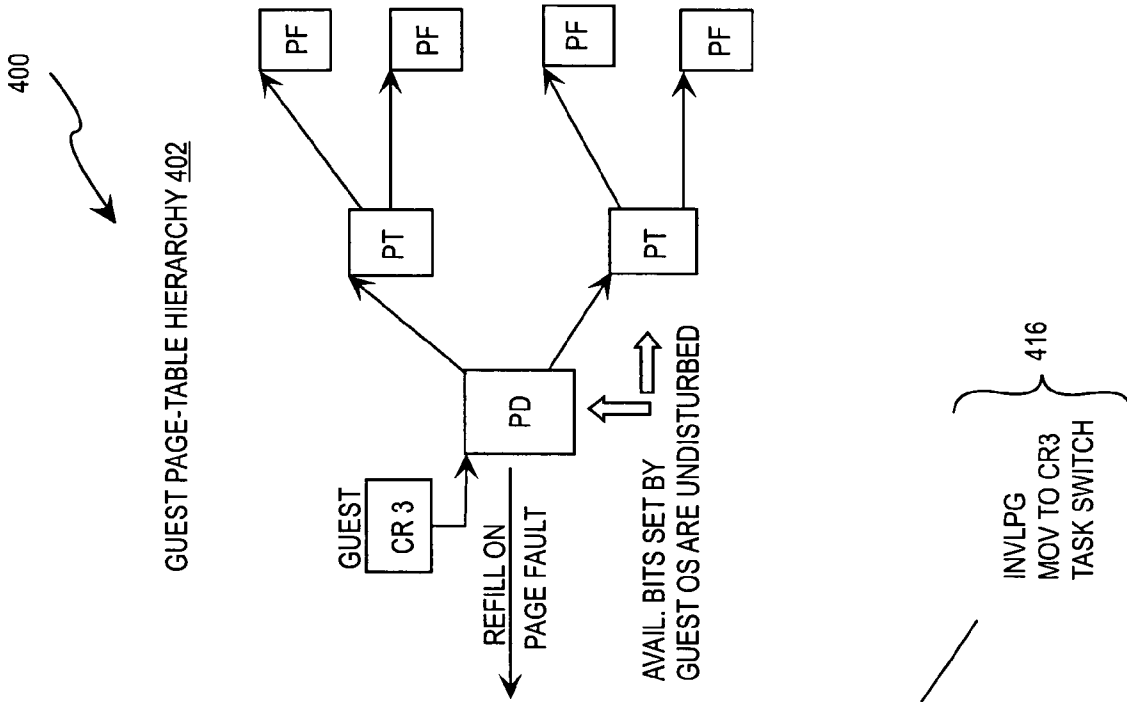 400
GUEST PAGE-TABLE HIERARCHY 402
GUEST
CR 3
PD
PT
PT
PF
PF
PF
PF
REFILL ON
PAGE FAULT
AVAIL. BITS SET BY
GUEST OS ARE UNDISTURBED
INVLPG
MOV TO CR3
TASK SWITCH
416